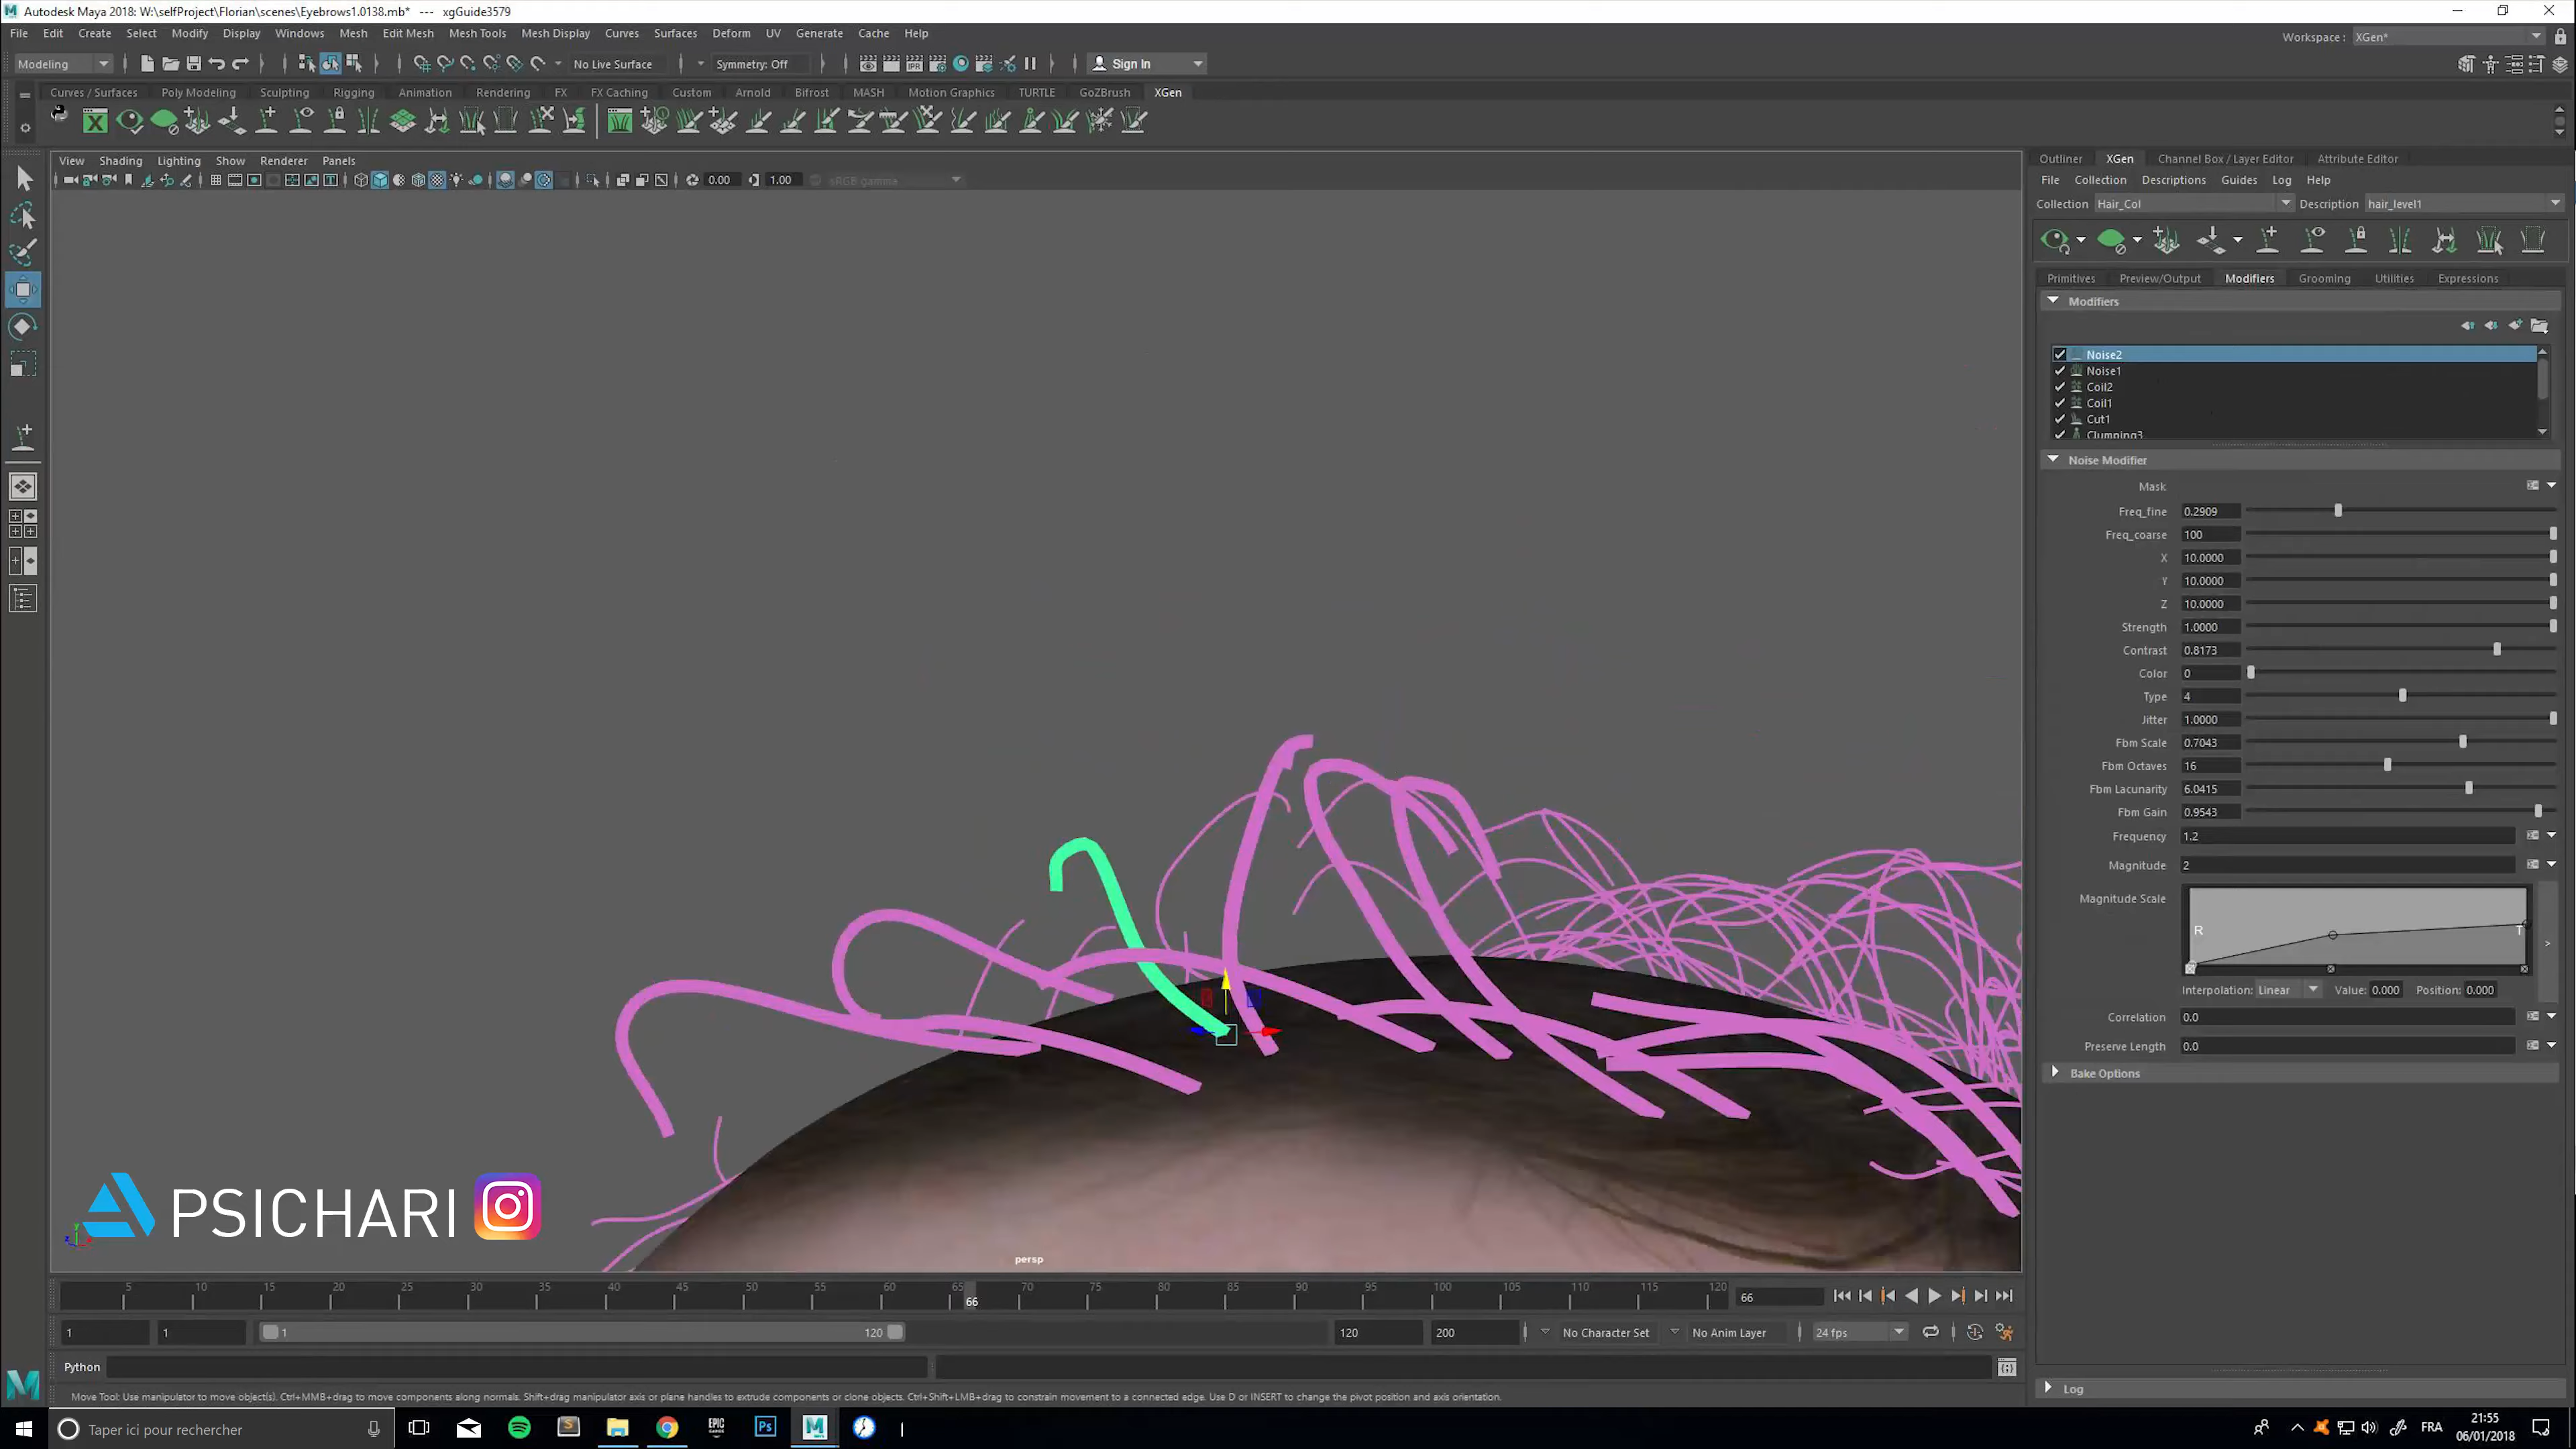 Autodesk Maya 2018: W:\selfProject\Florian\scenes\Eyebrows1.0138.mb* --- xgGuide3579
File Edit Create Select Modify Display Windows Mesh Edit Mesh Mesh Tools Mesh Display Curves Surfaces Deform UV Generate Cache Help
Workspace : XGen*
Modeling No Live Surface Symmetry: Off Sign In
Curves / Surfaces Poly Modeling Sculpting Rigging Animation Rendering FX FX Caching Custom Arnold Bifrost MASH Motion Graphics TURTLE GoZBrush XGen
View Shading Lighting Show Renderer Panels
0.00 1.00 sRGB gamma
Outliner XGen Channel Box / Layer Editor Attribute Editor
File Collection Descriptions Guides Log Help
Collection Hair_Col Description hair_level1
Primitives Preview/Output Modifiers Grooming Utilities Expressions
Modifiers
Noise2
Noise1
Coil2
Coil1
Cut1
Clumping3
Noise Modifier
Mask
Freq_fine 0.2909
Freq_coarse 100
X 10.0000
Y 10.0000
Z 10.0000
Strength 1.0000
Contrast 0.8173
Color 0
Type 4
Jitter 1.0000
Fbm Scale 0.7043
Fbm Octaves 16
Fbm Lacunarity 6.0415
Fbm Gain 0.9543
Frequency 1.2
Magnitude 2
Magnitude Scale
R T
Interpolation: Linear Value: 0.000 Position: 0.000
Correlation 0.0
Preserve Length 0.0
Bake Options
Log
PSICHARI
persp
5 10 15 20 25 30 35 40 45 50 55 60 65 70 75 80 85 90 95 100 105 110 115 120
66 66
1 1 1 120 120 200 No Character Set No Anim Layer 24 fps
Python
Move Tool: Use manipulator to move object(s). Ctrl+MMB+drag to move components along normals. Shift+drag manipulator axis or plane handles to extrude components or clone objects. Ctrl+Shift+LMB+drag to constrain movement to a connected edge. Use D or INSERT to change the pivot position and axis orientation.
Taper ici pour rechercher
FRA
21:55
06/01/2018